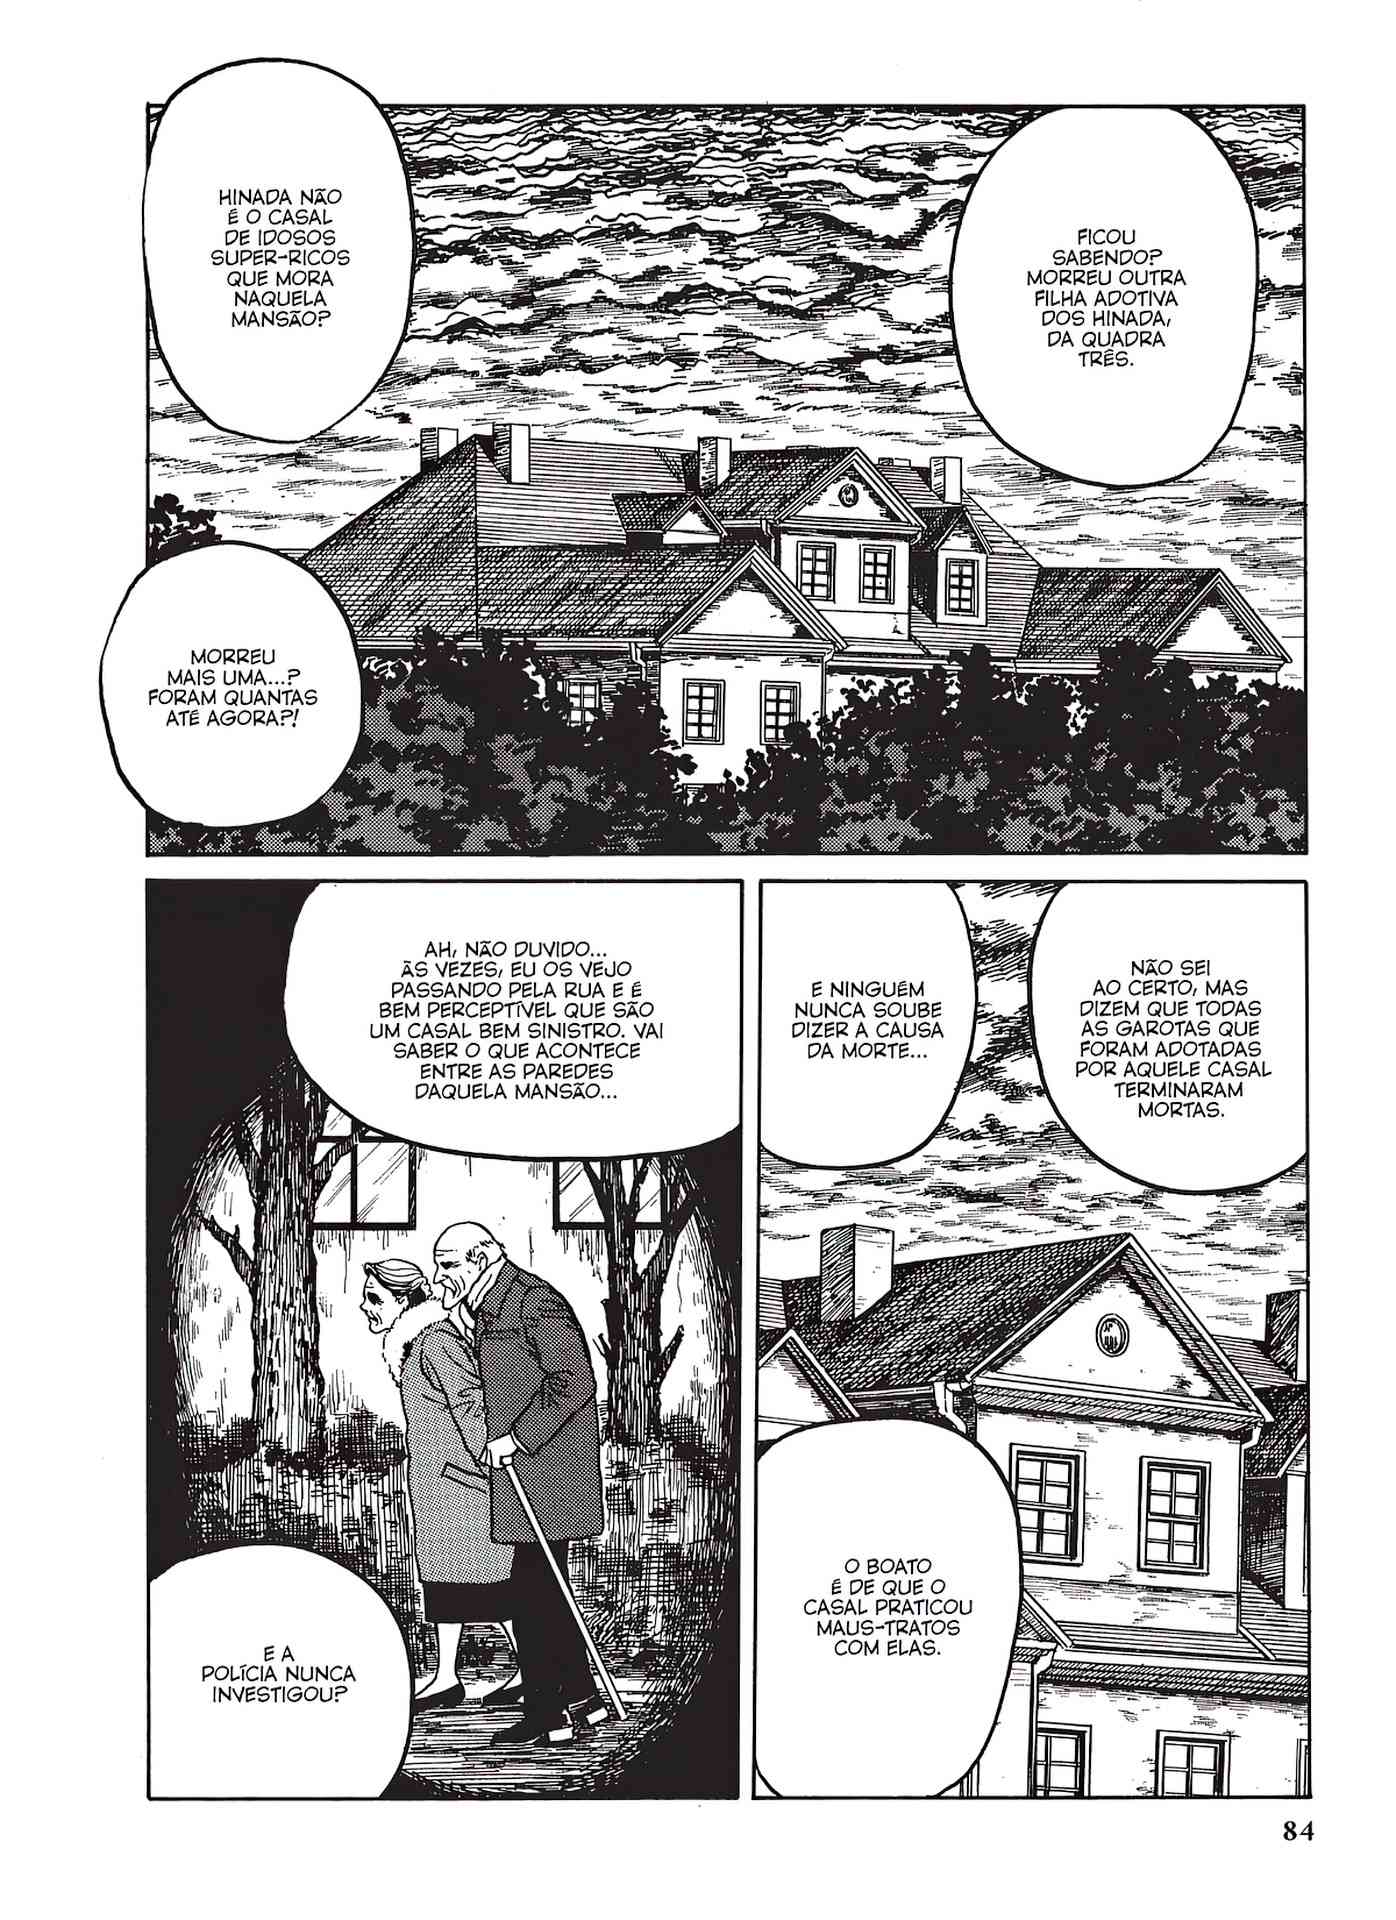 FICOU
SABENDO?
MORREU OUTRA
FILHA ADOTIVA
DOS HINADA,
DA QUADRA
TRÊS.
HINADA NÃO
É O CASAL
DE IDOSOS
SUPER-RICOS
QUE MORA
NAQUELA
MANSÃO?
MORREU
MAIS UMA...?
FORAM QUANTAS
ATÉ AGORA?!
NÃO SEI
AO CERTO, MAS
DIZEM QUE TODAS
AS GAROTAS QUE
FORAM ADOTADAS
POR AQUELE CASAL
TERMINARAM
MORTAS.
E NINGUÉM
NUNCA SOUBE
DIZER A CAUSA
DA MORTE...
O BOATO
É DE QUE O
CASAL PRATICOU
MAUS-TRATOS
COM ELAS.
AH, NÃO DUVIDO...
ÀS VEZES, EU OS VEJO
PASSANDO PELA RUA E É
BEM PERCEPTÍVEL QUE SÃO
UM CASAL BEM SINISTRO. VAI
SABER O QUE ACONTECE
ENTRE AS PAREDES
DAQUELA MANSÃO...
E A
POLÍCIA NUNCA
INVESTIGOU?
84